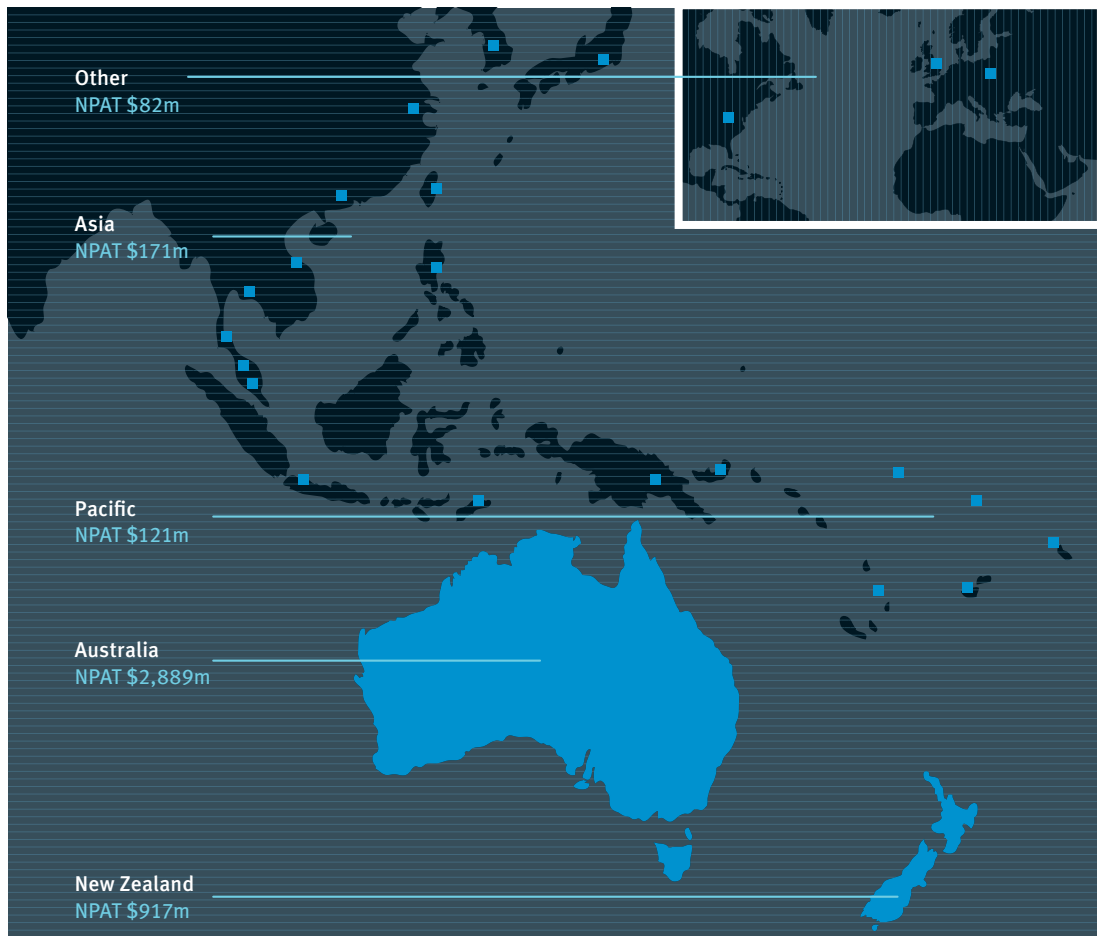 Other
NPAT $82m
Asia
NPAT $171m
Pacific
NPAT $121m
Australia
NPAT $2,889m
New Zealand
NPAT $917m